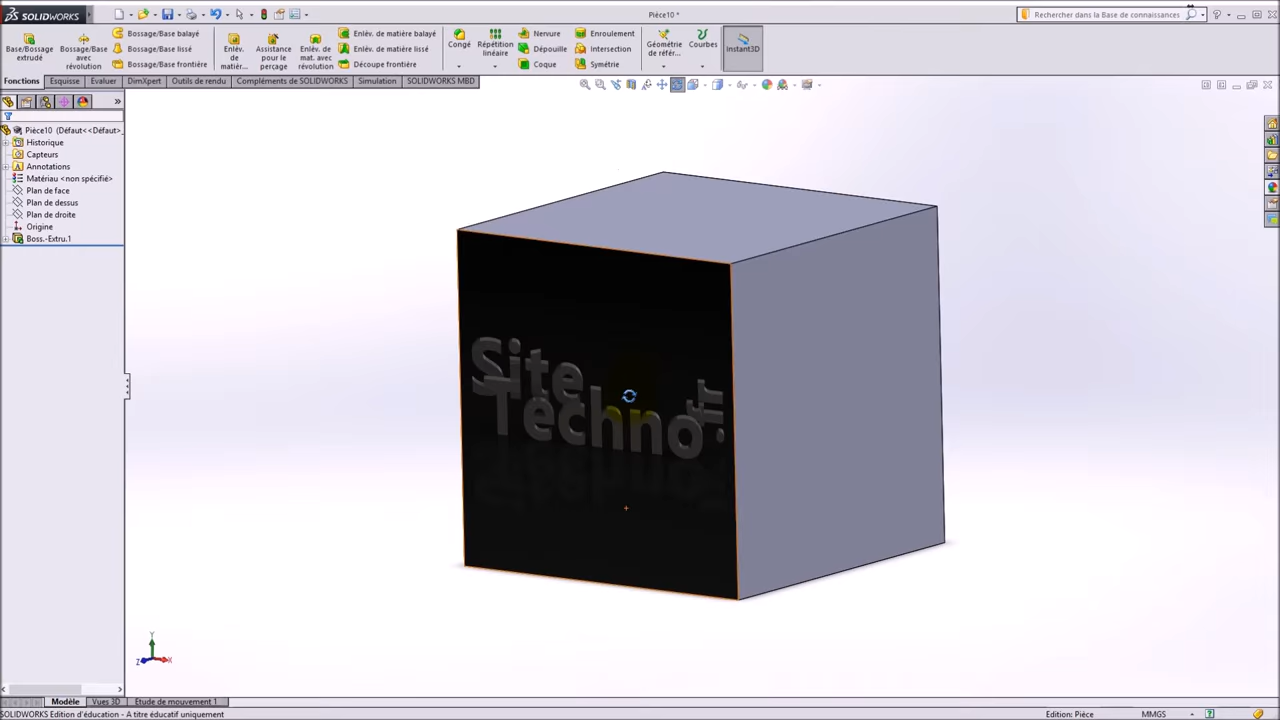 SOLIDWORKS
Pièce10 *
Rechercher dans la Base de connaissances
Base/Bossage extrudé
Bossage/Base avec révolution
Bossage/Base balayé
Bossage/Base lissé
Bossage/Base frontière
Enlèv. de matièr...
Assistance pour le perçage
Enlèv. de mat. avec révolution
Enlèv. de matière balayé
Enlèv. de matière lissé
Découpe frontière
Congé
Répétition linéaire
Nervure
Dépouille
Coque
Enroulement
Intersection
Symétrie
Géométrie de référ...
Courbes
Instant3D
Fonctions
Esquisse
Evaluer
DimXpert
Outils de rendu
Compléments de SOLIDWORKS
Simulation
SOLIDWORKS MBD
Pièce10 (Défaut<<Défaut>_
Historique
Capteurs
Annotations
Matériau <non spécifié>
Plan de face
Plan de dessus
Plan de droite
Origine
Boss.-Extru.1
Site
Techno
.fr
Y
Z
X
Modèle
Vues 3D
Etude de mouvement 1
SOLIDWORKS Edition d'éducation - A titre éducatif uniquement
Edition: Pièce
MMGS